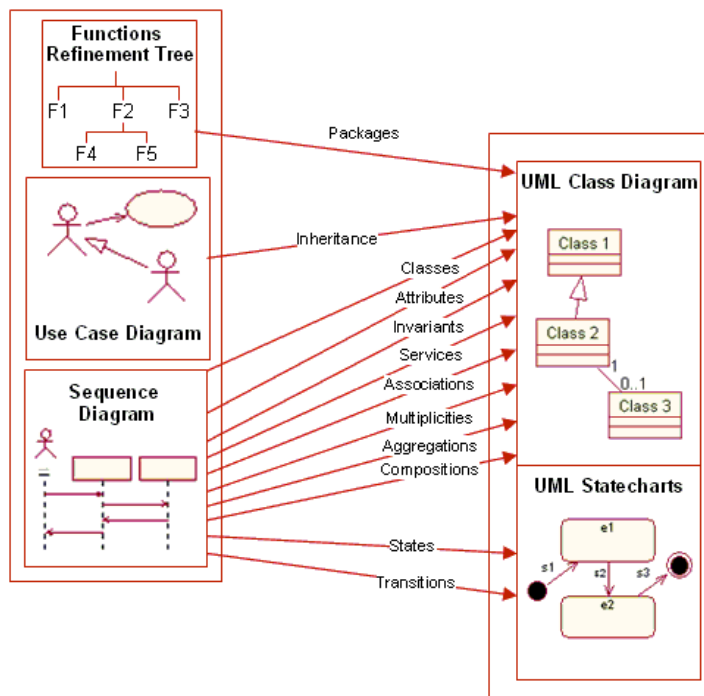 Functions
Refinement Tree
F1
F2
F3
F4
F5
Use Case Diagram
Sequence
Diagram
Packages
Inheritance
Classes
Attributes
Invariants
Services
Associations
Multiplicities
Aggregations
Compositions
States
Transitions
UML Class Diagram
Class 1
Class 2
1
0..1
Class 3
UML Statecharts
e1
s1
s2
s3
e2